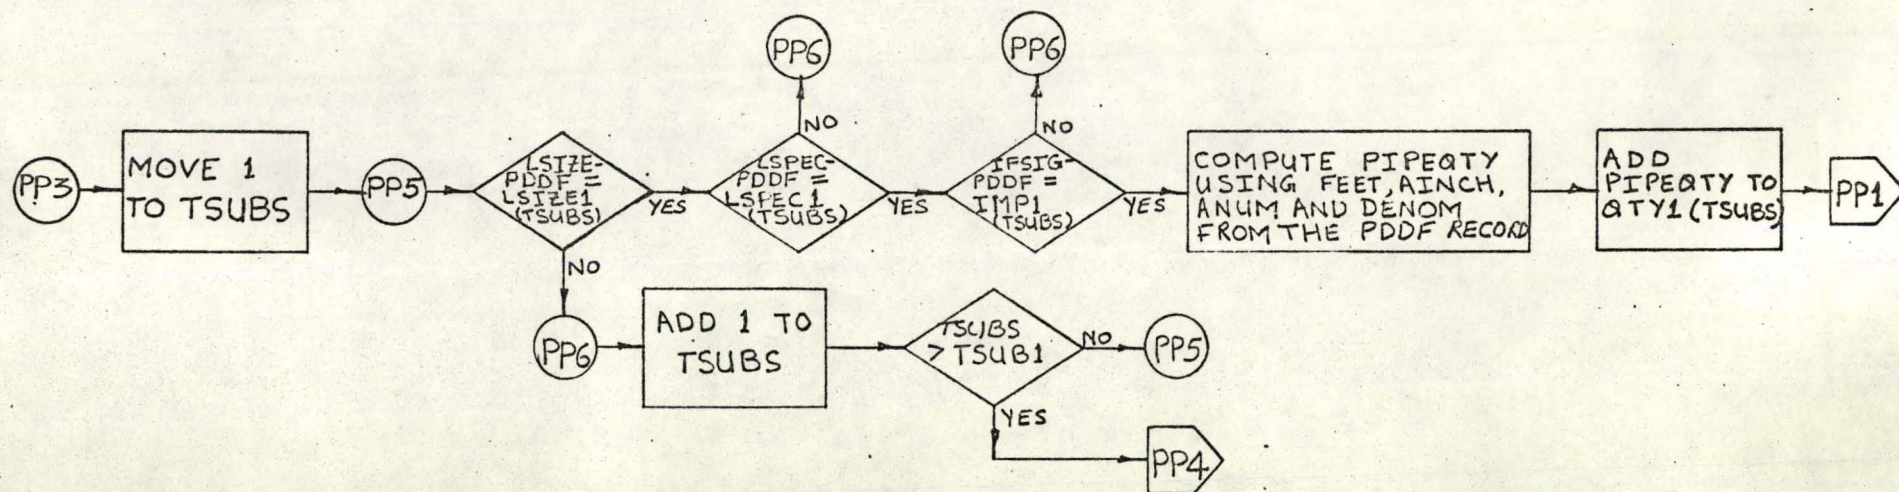 PP3
MOVE 1
TO TSUBS
PP5
LSIZE-
PDDF =
LSIZE1
(TSUBS)
YES
NO
PP6
NO
LSPEC-
PDDF =
LSPEC1
(TSUBS)
YES
PP6
NO
IFSIG-
PDDF =
IMP1
(TSUBS)
YES
COMPUTE PIPEQTY
USING FEET, AINCH,
ANUM AND DENOM
FROM THE PDDF RECORD
ADD
PIPEQTY TO
QTY1 (TSUBS)
PP1
PP6
ADD 1 TO
TSUBS
TSUBS
> TSUB1
NO
PP5
YES
PP4